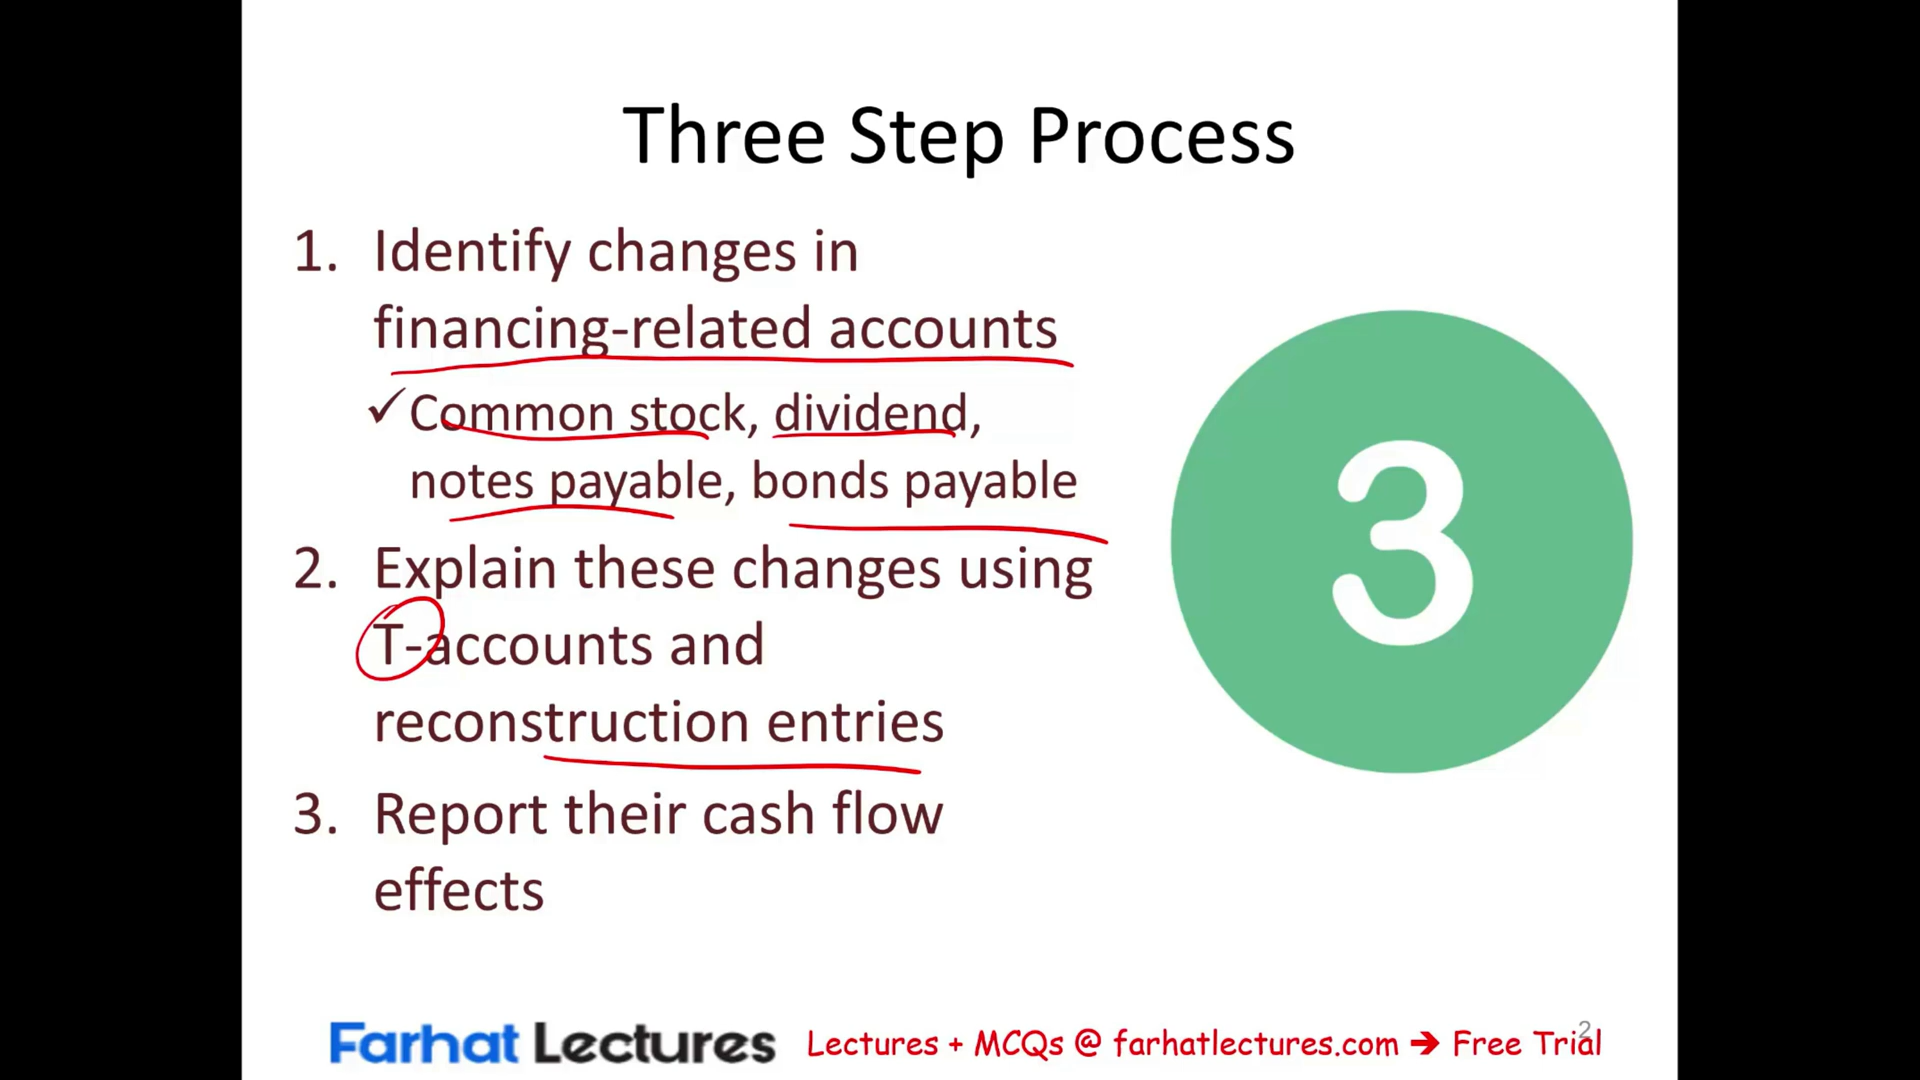 Three Step Process
1. Identify changes in
financing-related accounts
✓Common stock, dividend,
notes payable, bonds payable
2. Explain these changes using
T-accounts and
reconstruction entries
3. Report their cash flow
effects
3
Farhat Lectures
Lectures + MCQs @ farhatlectures.com ➔ Free Trial
2